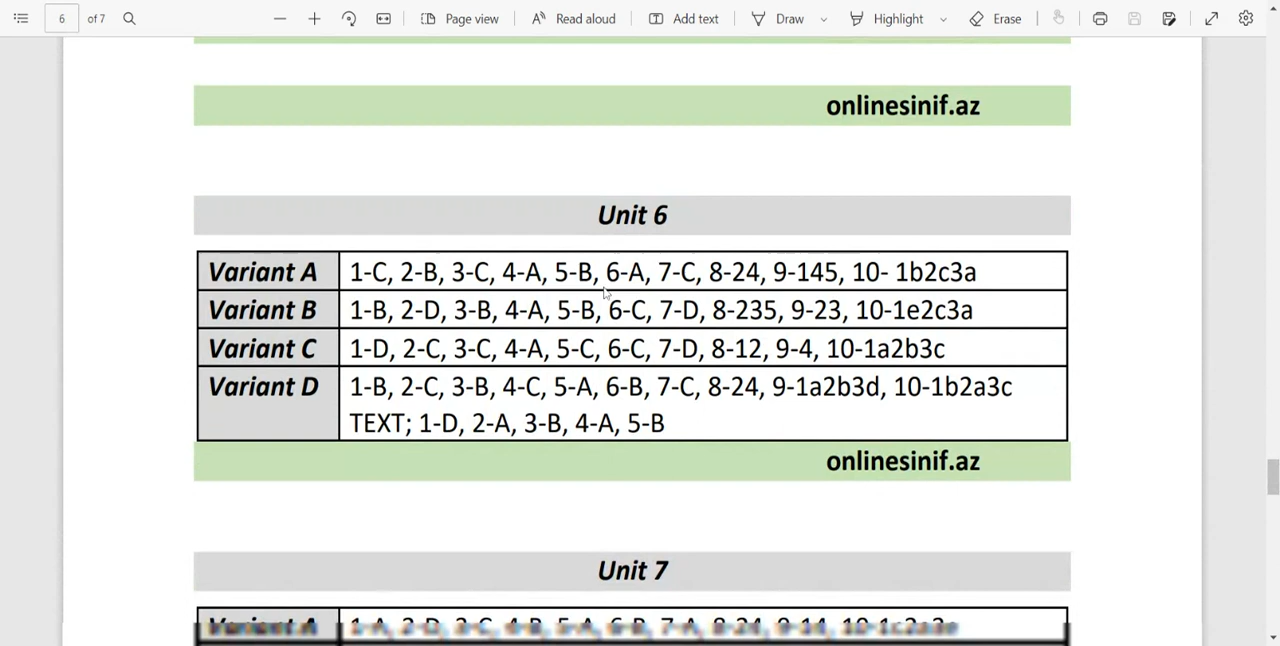 6 of 7 Page view Read aloud Add text Draw Highlight Erase
onlinesinif.az
Unit 6
Variant A 1-C, 2-B, 3-C, 4-A, 5-B, 6-A, 7-C, 8-24, 9-145, 10- 1b2c3a
Variant B 1-B, 2-D, 3-B, 4-A, 5-B, 6-C, 7-D, 8-235, 9-23, 10-1e2c3a
Variant C 1-D, 2-C, 3-C, 4-A, 5-C, 6-C, 7-D, 8-12, 9-4, 10-1a2b3c
Variant D 1-B, 2-C, 3-B, 4-C, 5-A, 6-B, 7-C, 8-24, 9-1a2b3d, 10-1b2a3c
TEXT; 1-D, 2-A, 3-B, 4-A, 5-B
onlinesinif.az
Unit 7
Variant A